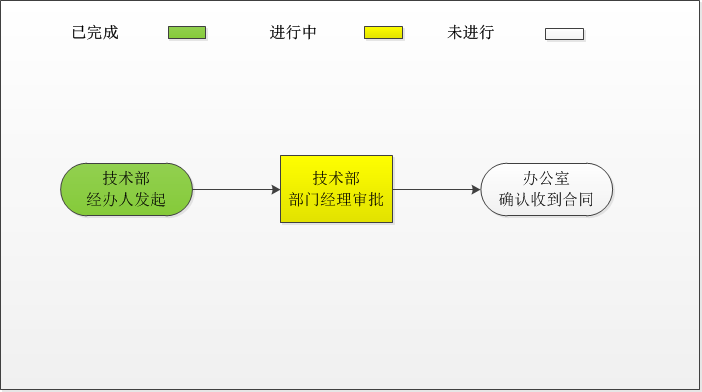 已完成 进行中 未进行
技术部
经办人发起
技术部
部门经理审批
办公室
确认收到合同